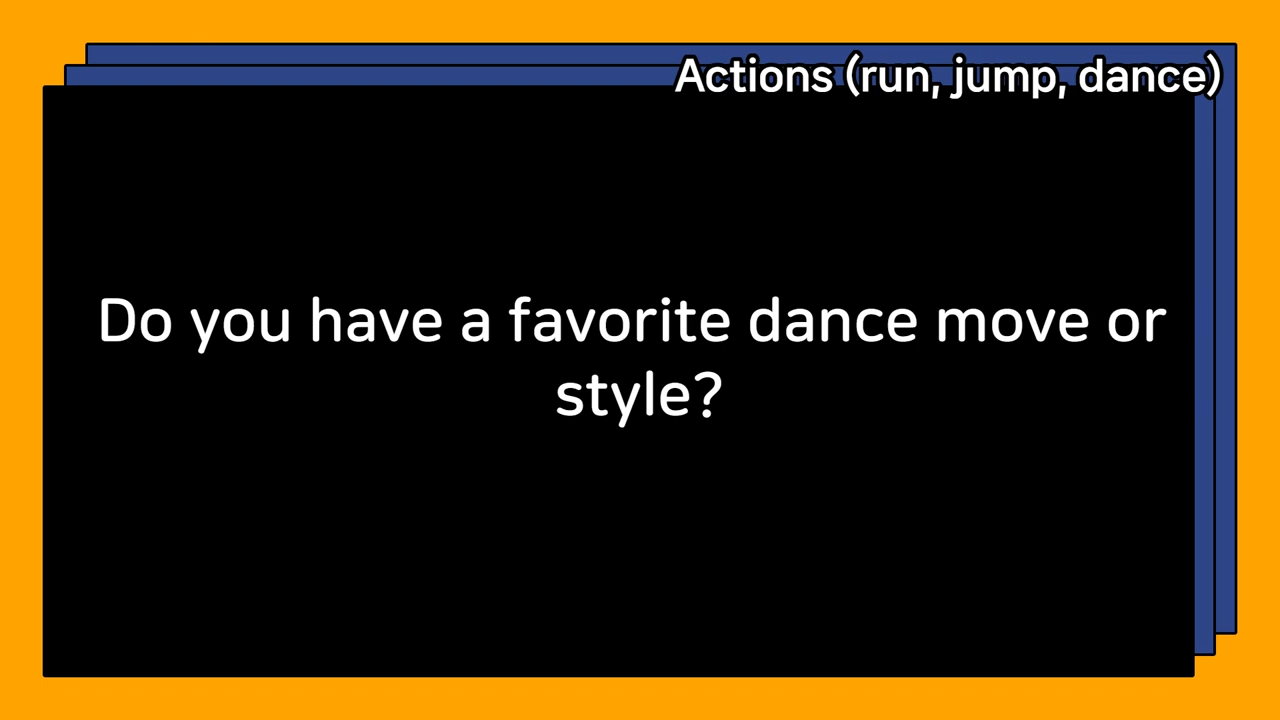 Actions (run, jump, dance)
Do you have a favorite dance move or
style?